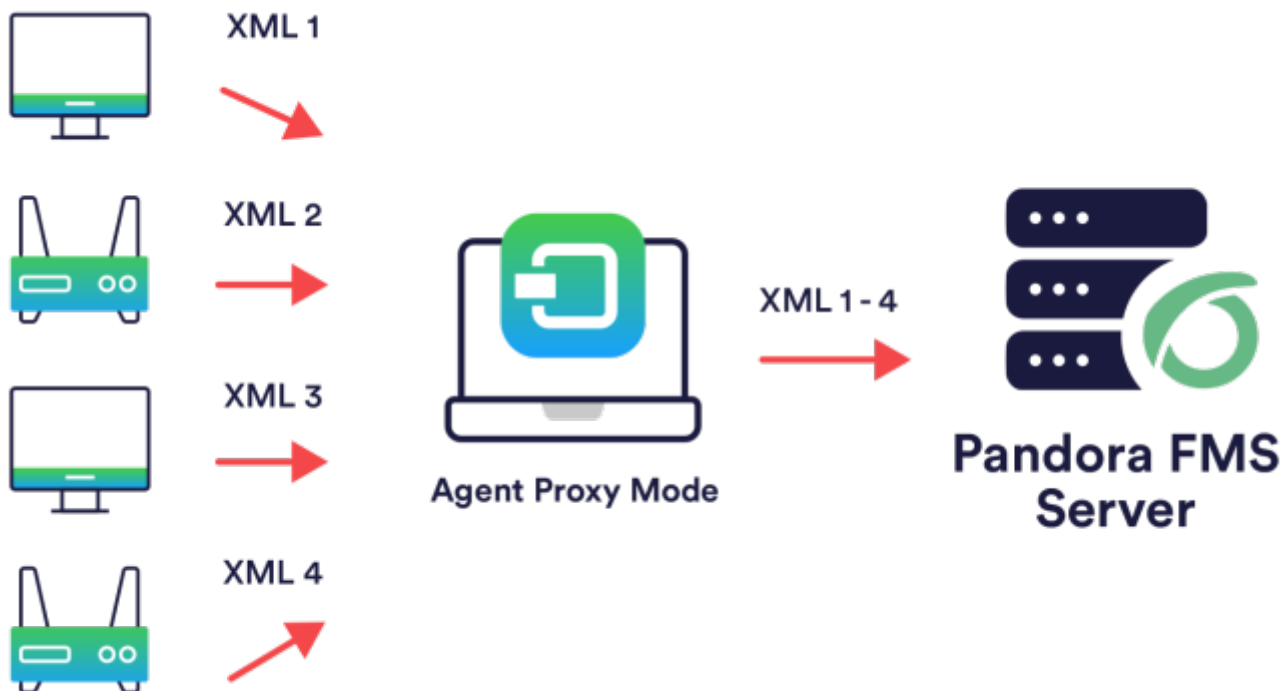 XML 1
XML 2
XML 3
XML 4
Agent Proxy Mode
XML 1 - 4
Pandora FMS
Server